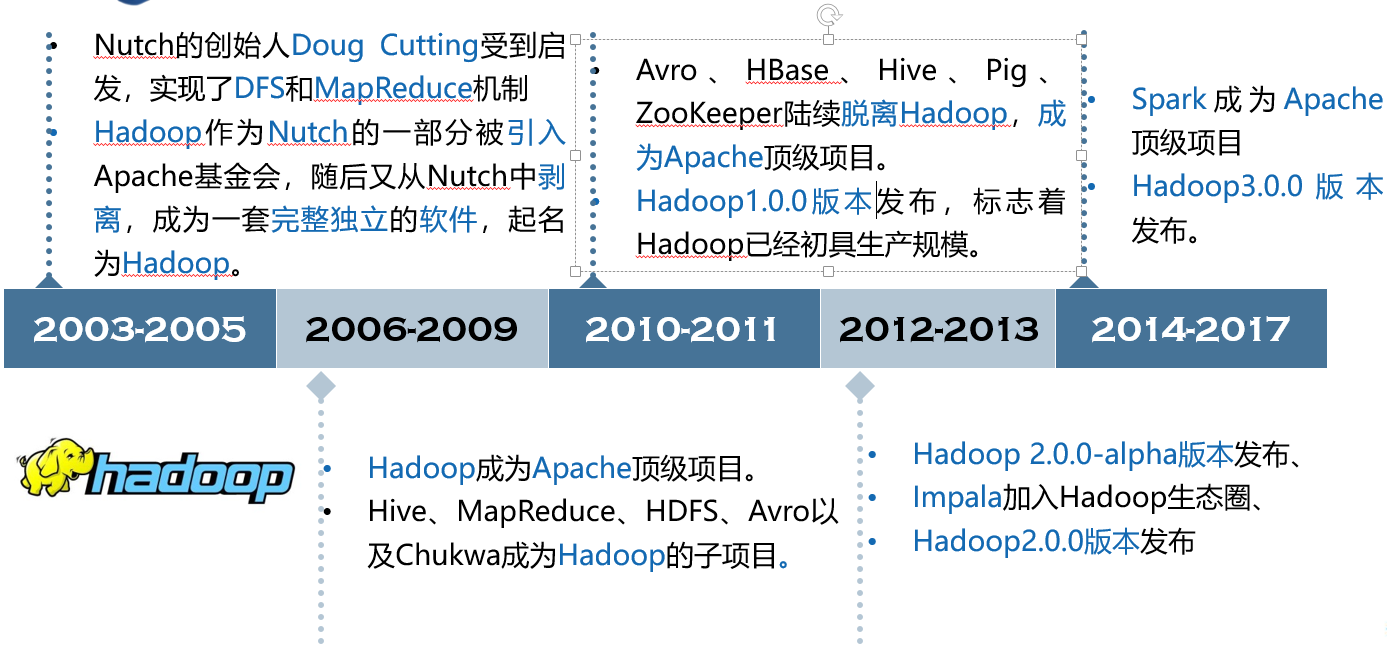 Nutch的创始人Doug Cutting受到启
发，实现了DFS和MapReduce机制
Hadoop作为Nutch的一部分被引入
Apache基金会，随后又从Nutch中剥
离，成为一套完整独立的软件，起名
为Hadoop。
Avro、HBase、Hive、Pig、
ZooKeeper陆续脱离Hadoop，成
为Apache顶级项目。
Hadoop1.0.0版本发布，标志着
Hadoop已经初具生产规模。
Spark成为Apache
顶级项目
Hadoop3.0.0版本
发布。
2003-2005
2006-2009
2010-2011
2012-2013
2014-2017
hadoop
Hadoop成为Apache顶级项目。
Hive、MapReduce、HDFS、Avro以
及Chukwa成为Hadoop的子项目。
Hadoop 2.0.0-alpha版本发布、
Impala加入Hadoop生态圈、
Hadoop2.0.0版本发布